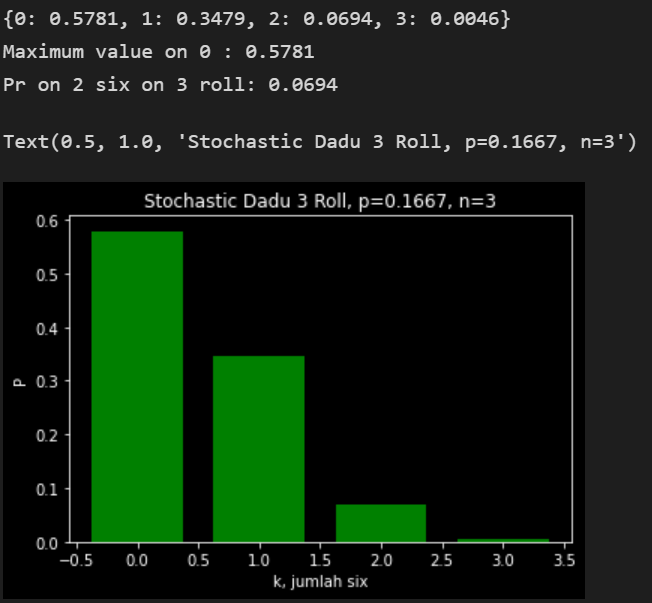 {0: 0.5781, 1: 0.3479, 2: 0.0694, 3: 0.0046}
Maximum value on 0 : 0.5781
Pr on 2 six on 3 roll: 0.0694
Text(0.5, 1.0, 'Stochastic Dadu 3 Roll, p=0.1667, n=3')
Stochastic Dadu 3 Roll, p=0.1667, n=3
0.6
0.5
0.4
0.3
0.2
0.1
0.0
P
−0.5 0.0 0.5 1.0 1.5 2.0 2.5 3.0 3.5
k, jumlah six